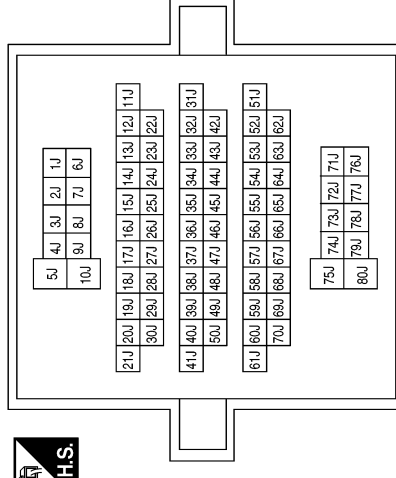 H.S.
5J 4J 3J 2J 1J
10J 9J 8J 7J 6J
21J 20J 19J 18J 17J 16J 15J 14J 13J 12J 11J
30J 29J 28J 27J 26J 25J 24J 23J 22J
41J 40J 39J 38J 37J 36J 35J 34J 33J 32J 31J
50J 49J 48J 47J 46J 45J 44J 43J 42J
61J 60J 59J 58J 57J 56J 55J 54J 53J 52J 51J
70J 69J 68J 67J 66J 65J 64J 63J 62J
75J 74J 73J 72J 71J
80J 79J 78J 77J 76J